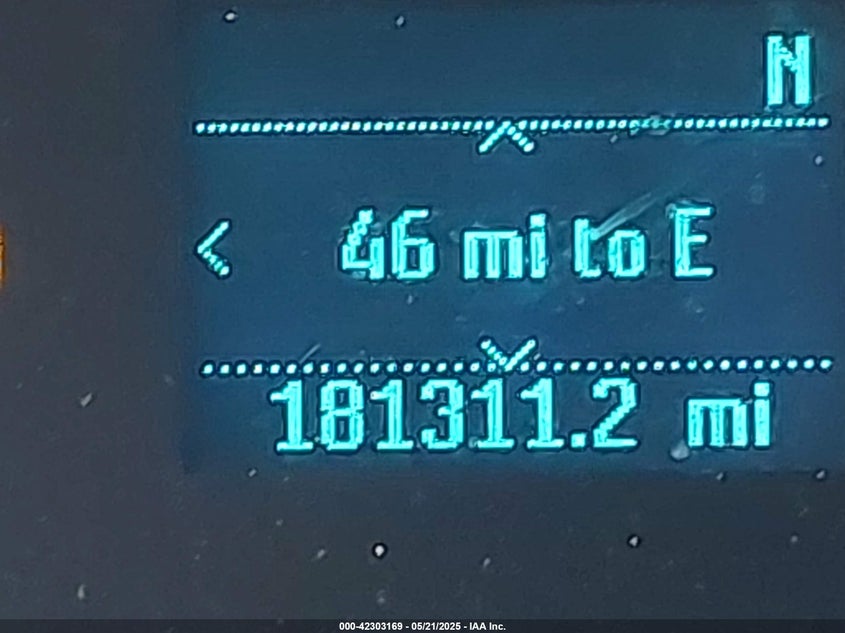 N
46 mi to E
181311.2 mi
000-42303169 - 05/21/2025 - IAA Inc.